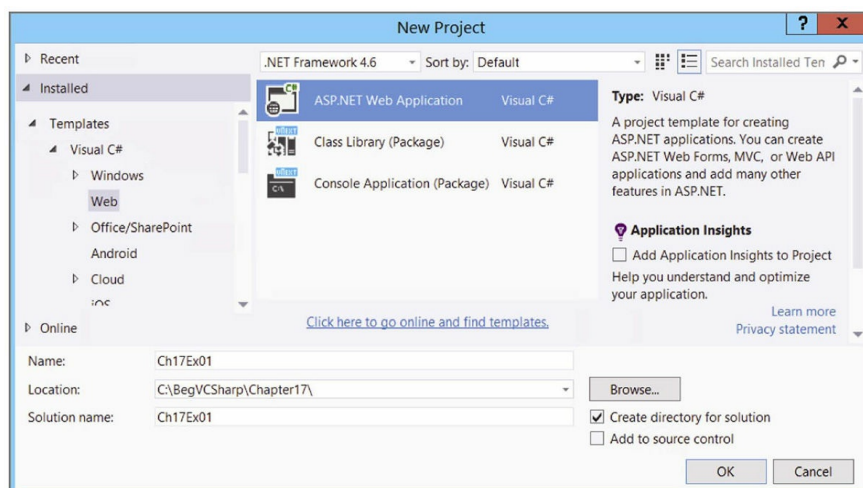 New Project
? X
Recent
Installed
Templates
Visual C#
Windows
Web
Office/SharePoint
Android
Cloud
iOS
Online
.NET Framework 4.6 Sort by: Default Search Installed Ten
ASP.NET Web Application Visual C#
Class Library (Package) Visual C#
Console Application (Package) Visual C#
Click here to go online and find templates.
Type: Visual C#
A project template for creating
ASP.NET applications. You can create
ASP.NET Web Forms, MVC, or Web API
applications and add many other
features in ASP.NET.
Application Insights
Add Application Insights to Project
Help you understand and optimize
your application.
Learn more
Privacy statement
Name: Ch17Ex01
Location: C:\BegVCSharp\Chapter17\ Browse...
Solution name: Ch17Ex01
Create directory for solution
Add to source control
OK Cancel